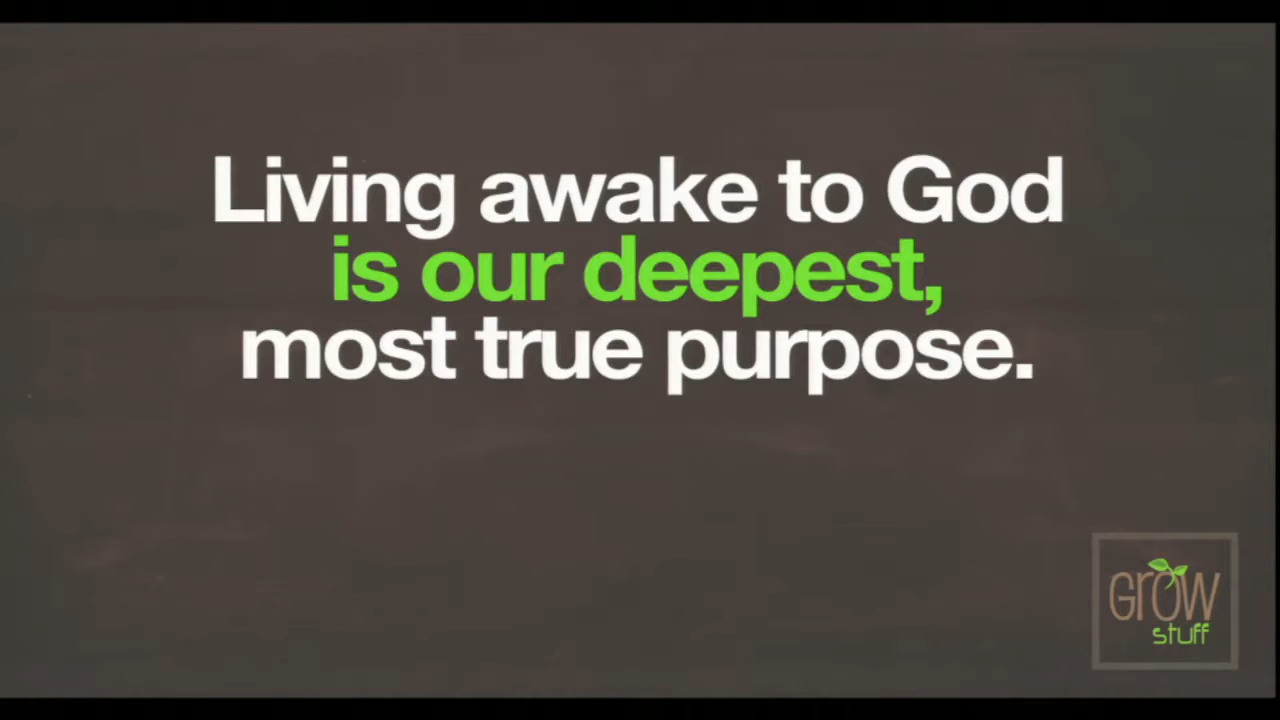 Living awake to God
is our deepest,
most true purpose.
Grow
stuff